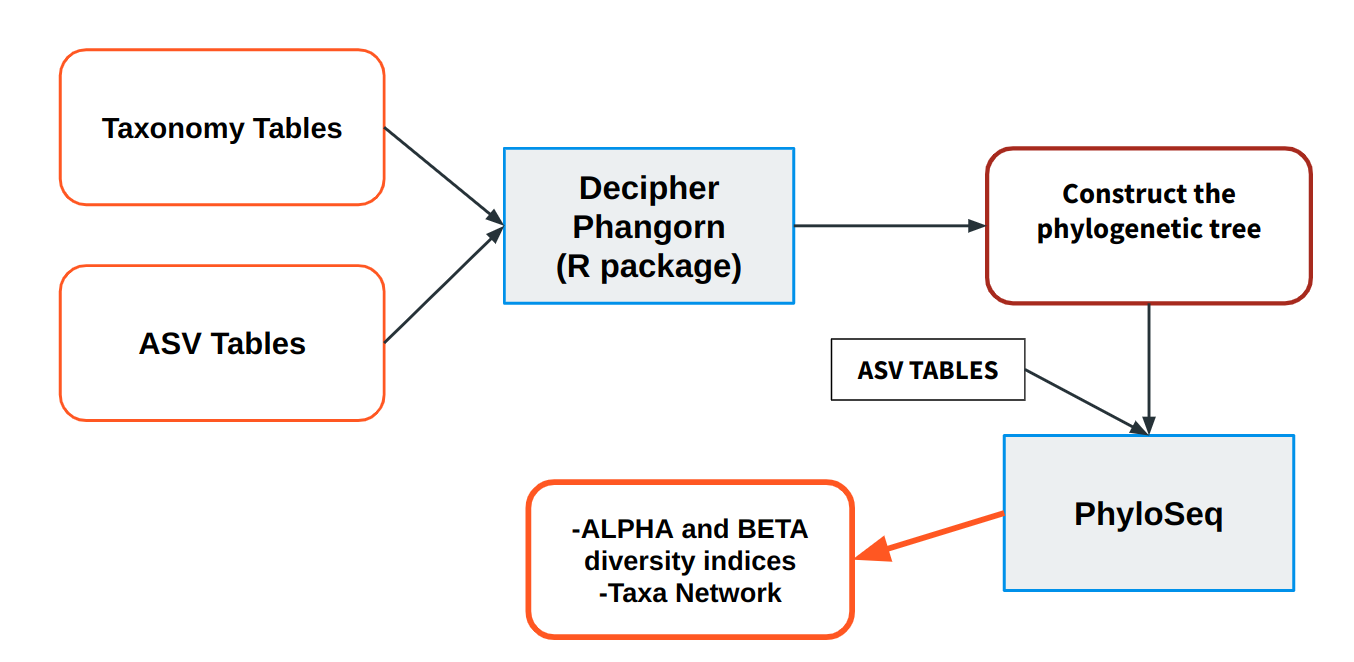 Taxonomy Tables
ASV Tables
Decipher
Phangorn
(R package)
Construct the
phylogenetic tree
ASV TABLES
PhyloSeq
-ALPHA and BETA
diversity indices
-Taxa Network